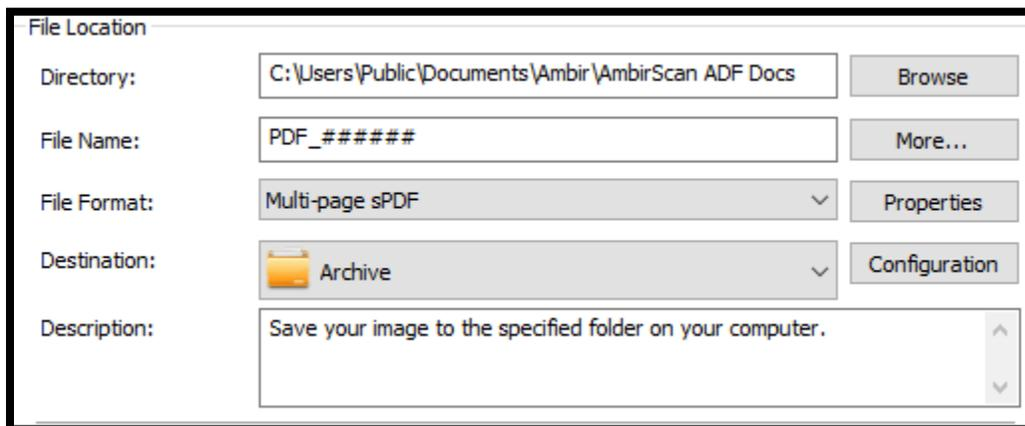 File Location
Directory: C:\Users\Public\Documents\Ambir\AmbirScan ADF Docs Browse
File Name: PDF_###### More...
File Format: Multi-page sPDF Properties
Destination: Archive Configuration
Description: Save your image to the specified folder on your computer.